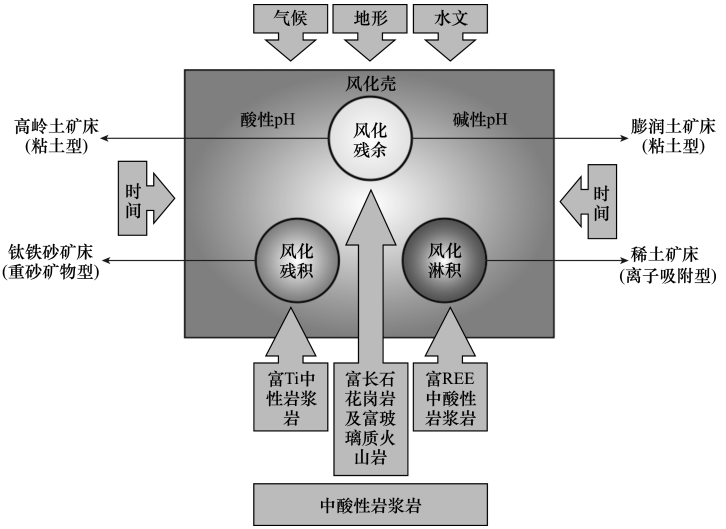 气候
地形
水文
风化壳
酸性pH
碱性pH
高岭土矿床
(粘土型)
风化
残余
膨润土矿床
(粘土型)
时
间
时
间
钛铁砂矿床
(重砂矿物型)
风化
残积
风化
淋积
稀土矿床
(离子吸附型)
富Ti中
性岩浆
岩
富长石
花岗岩
及富玻
璃质火
山岩
富REE
中酸性
岩浆岩
中酸性岩浆岩